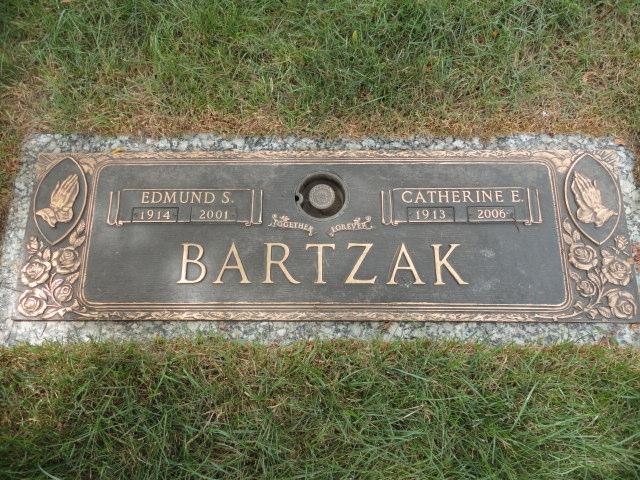 EDMUND S.
1914 2001
CATHERINE E.
1913 2006
TOGETHER FOREVER
BARTZAK